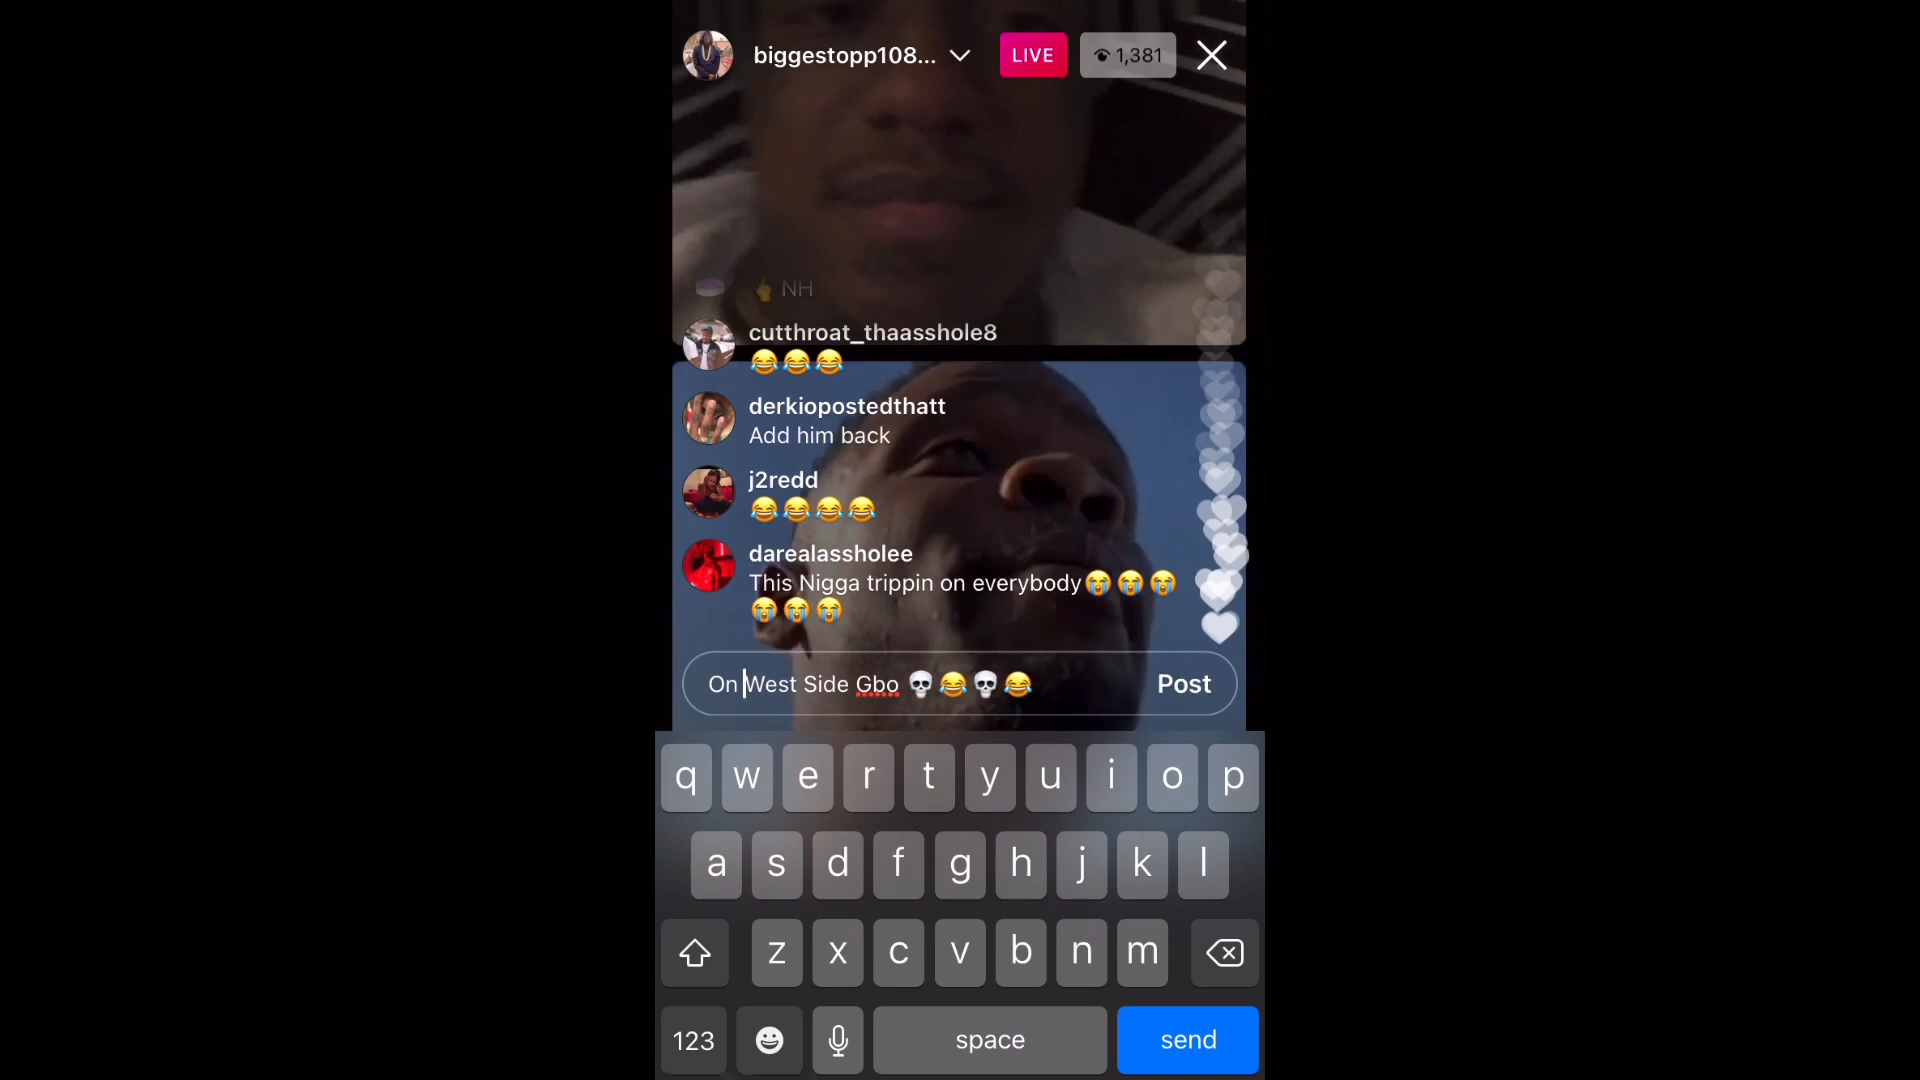 biggestopp108...
LIVE
1,381
🖕 NH
cutthroat_thaasshole8
😂😂😂
derkiopostedthatt
Add him back
j2redd
😂😂😂😂
darealassholee
This Nigga trippin on everybody😭😭😭
😭😭😭
On West Side Gbo 💀😂💀😂
Post
q w e r t y u i o p
a s d f g h j k l
z x c v b n m
123 space send